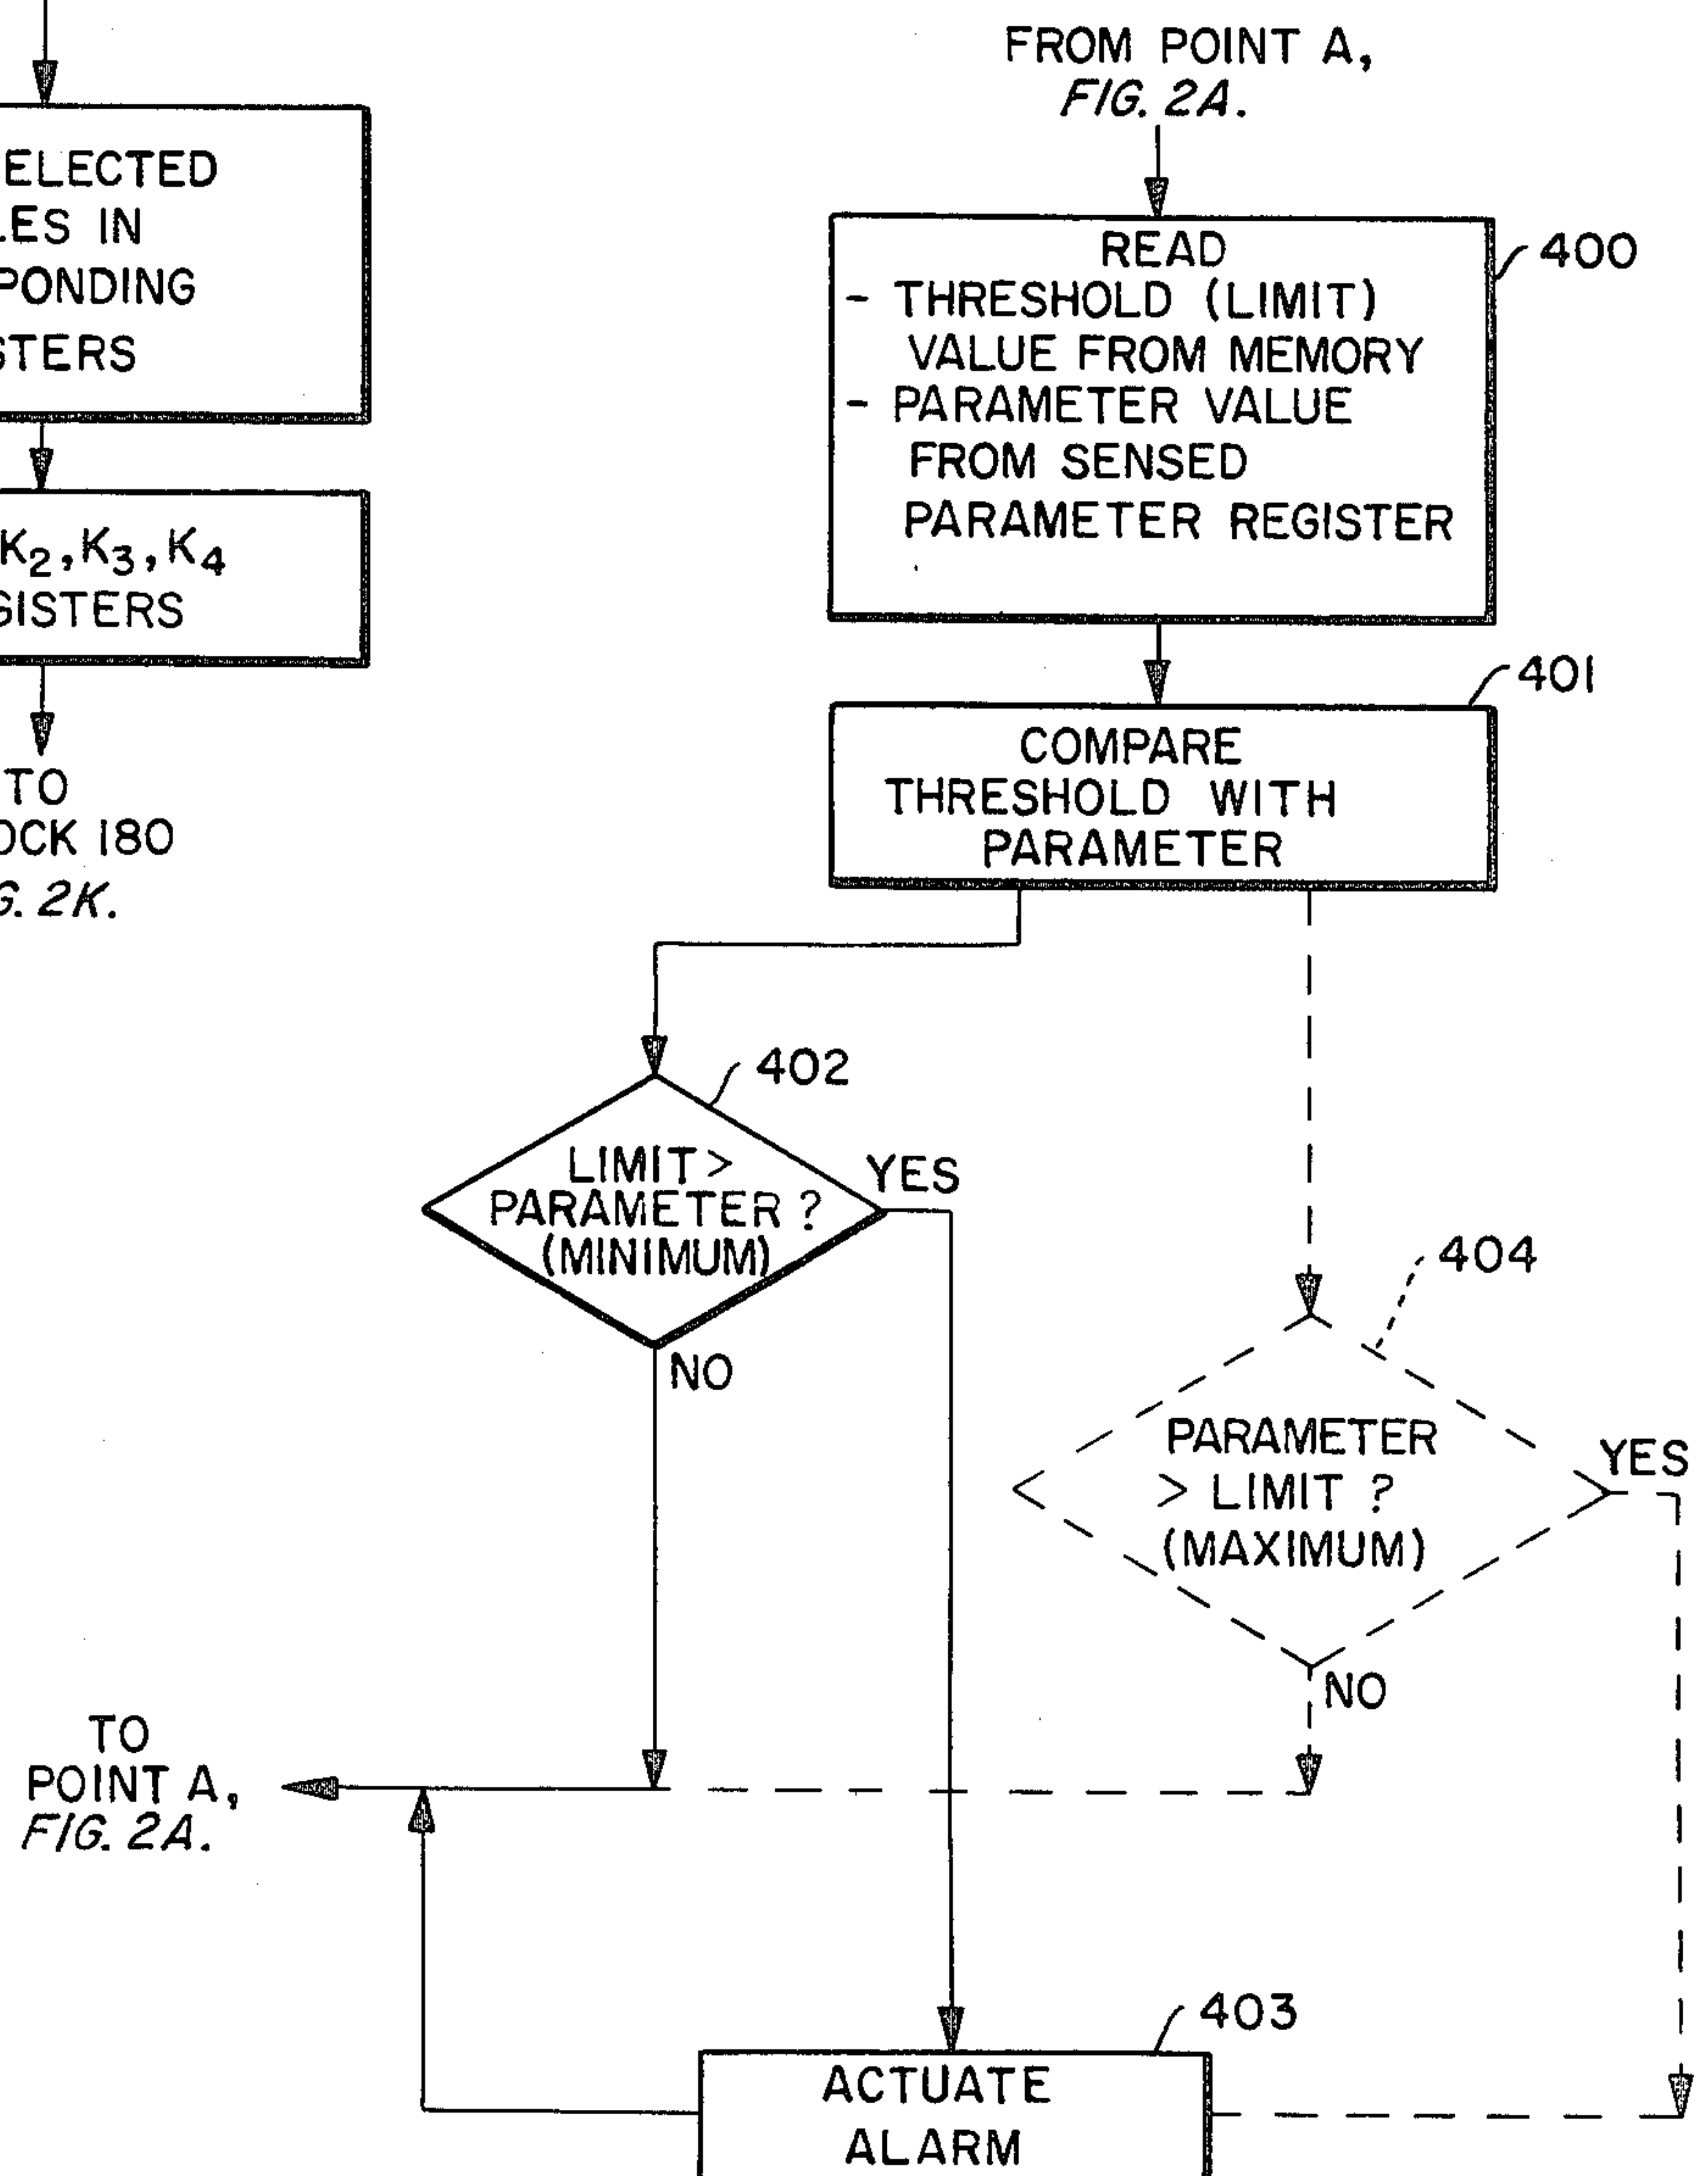 ELECTED
LES IN
PONDING
STERS
K2, K3, K4
GISTERS
TO
OCK 180
G. 2K.
FROM POINT A,
FIG. 2A.
READ
- THRESHOLD (LIMIT)
VALUE FROM MEMORY
- PARAMETER VALUE
FROM SENSED
PARAMETER REGISTER
400
401
COMPARE
THRESHOLD WITH
PARAMETER
402
LIMIT >
PARAMETER ?
(MINIMUM)
YES
NO
404
PARAMETER
> LIMIT ?
(MAXIMUM)
YES
NO
TO
POINT A,
FIG. 2A.
403
ACTUATE
ALARM